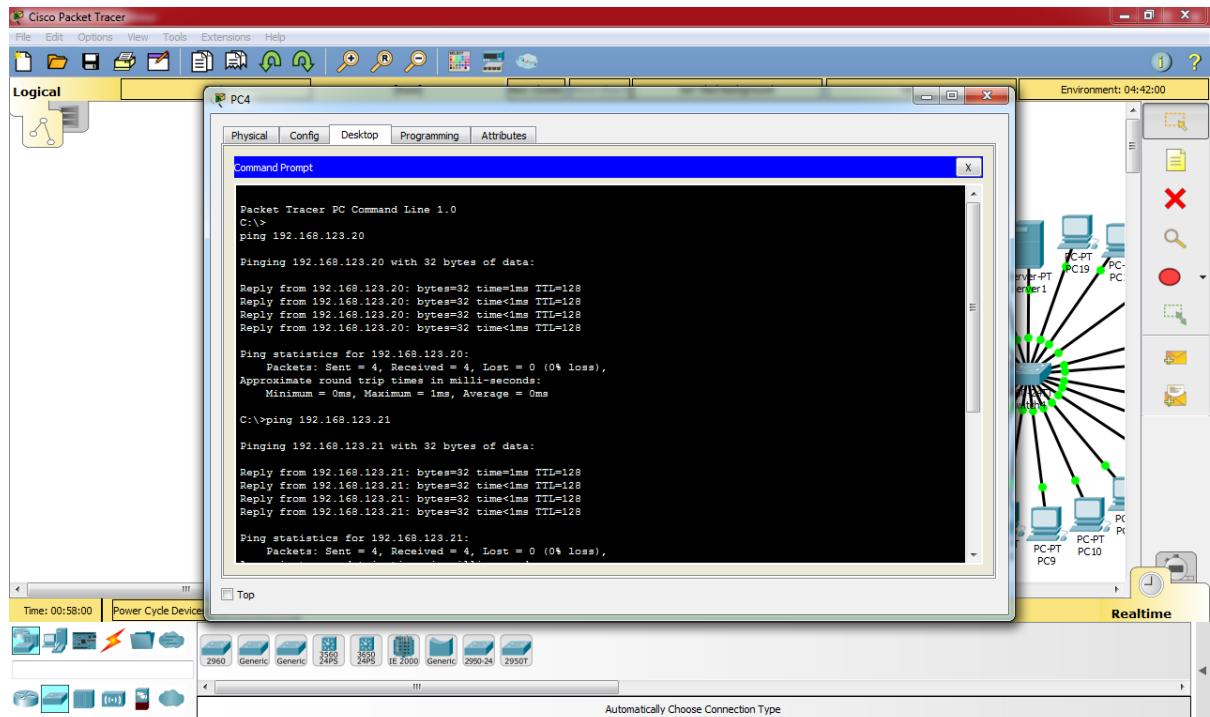 Cisco Packet Tracer
File Edit Options View Tools Extensions Help
Logical
Environment: 04:42:00
PC4
Physical Config Desktop Programming Attributes
Command Prompt
X
Packet Tracer PC Command Line 1.0
C:\>
ping 192.168.123.20
Pinging 192.168.123.20 with 32 bytes of data:
Reply from 192.168.123.20: bytes=32 time=1ms TTL=128
Reply from 192.168.123.20: bytes=32 time<1ms TTL=128
Reply from 192.168.123.20: bytes=32 time<1ms TTL=128
Reply from 192.168.123.20: bytes=32 time<1ms TTL=128
Ping statistics for 192.168.123.20:
Packets: Sent = 4, Received = 4, Lost = 0 (0% loss),
Approximate round trip times in milli-seconds:
Minimum = 0ms, Maximum = 1ms, Average = 0ms
C:\>ping 192.168.123.21
Pinging 192.168.123.21 with 32 bytes of data:
Reply from 192.168.123.21: bytes=32 time=1ms TTL=128
Reply from 192.168.123.21: bytes=32 time<1ms TTL=128
Reply from 192.168.123.21: bytes=32 time<1ms TTL=128
Reply from 192.168.123.21: bytes=32 time<1ms TTL=128
Ping statistics for 192.168.123.21:
Packets: Sent = 4, Received = 4, Lost = 0 (0% loss),
Top
PC-PT
PC19
PC-PT
PC9
PC-PT
PC10
Time: 00:58:00
Power Cycle Device
Realtime
2960
Generic
Generic
3560 24PS
3650 24PS
IE 2000
Generic
2950-24
2950T
Automatically Choose Connection Type